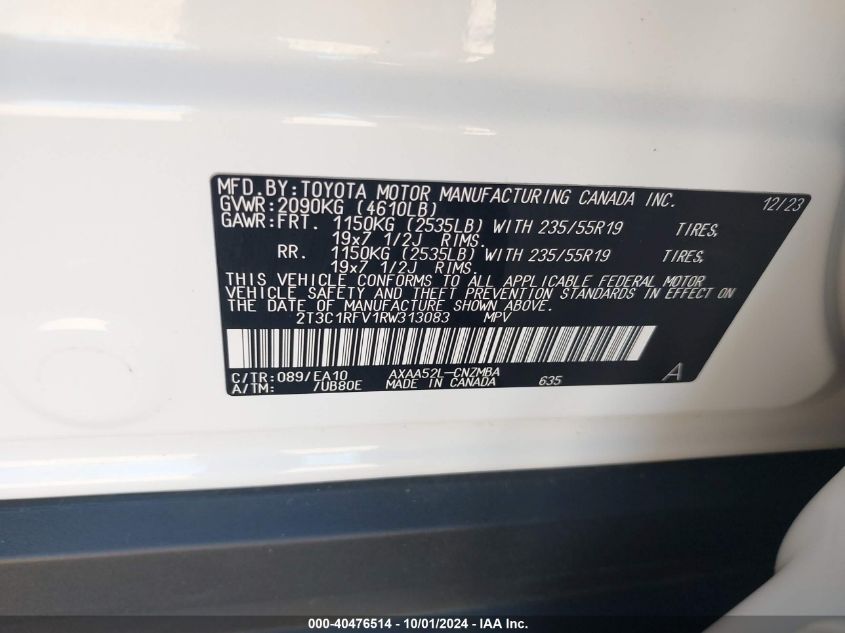 MFD.BY:TOYOTA MOTOR MANUFACTURING CANADA INC. 12/23
GVWR:2090KG (4610LB)
GAWR:FRT. 1150KG (2535LB) WITH 235/55R19 TIRES,
19x7 1/2J RIMS.
RR. 1150KG (2535LB) WITH 235/55R19 TIRES,
19x7 1/2J RIMS.
THIS VEHICLE CONFORMS TO ALL APPLICABLE FEDERAL MOTOR
VEHICLE SAFETY AND THEFT PREVENTION STANDARDS IN EFFECT ON
THE DATE OF MANUFACTURE SHOWN ABOVE.
2T3C1RFV1RW313083 MPV
C/TR:089/EA10 AXAA52L-CNZMBA A
A/TM: /UB80E MADE IN CANADA 635
000-40476514 - 10/01/2024 - IAA Inc.